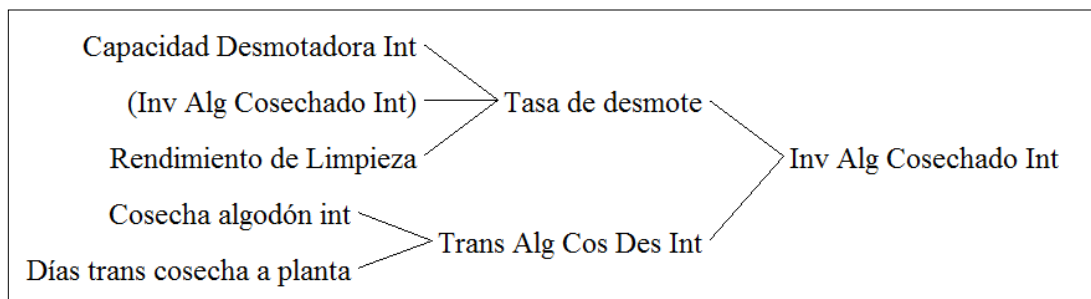 Capacidad Desmotadora Int
(Inv Alg Cosechado Int)
Tasa de desmote
Rendimiento de Limpieza
Inv Alg Cosechado Int
Cosecha algodón int
Trans Alg Cos Des Int
Días trans cosecha a planta